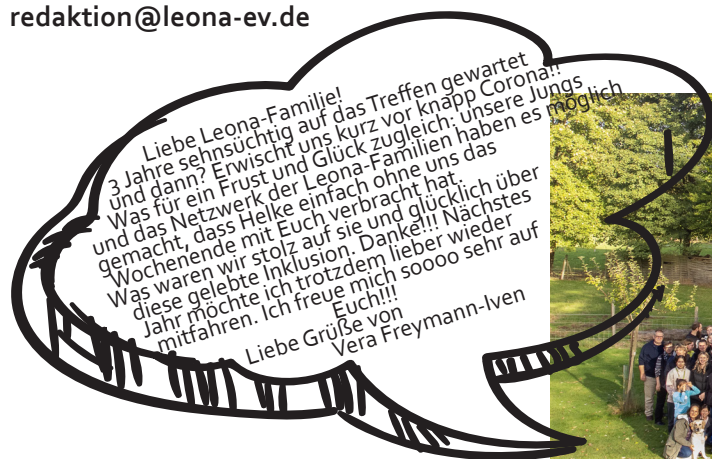 redaktion@leona-ev.de
Liebe Leona-Familie!
3 Jahre sehnsüchtig auf das Treffen gewartet
und dann? Erwischt uns kurz vor knapp Corona!!
Was für ein Frust und Glück zugleich: unsere Jungs
und das Netzwerk der Leona-Familien haben es möglich
gemacht, dass Helke einfach ohne uns das
Wochenende mit Euch verbracht hat.
Was waren wir stolz auf sie und glücklich über
diese gelebte Inklusion. Danke!!! Nächstes
Jahr möchte ich trotzdem lieber wieder
mitfahren. Ich freue mich soooo sehr auf
Euch!!!
Liebe Grüße von
Vera Freymann-Iven